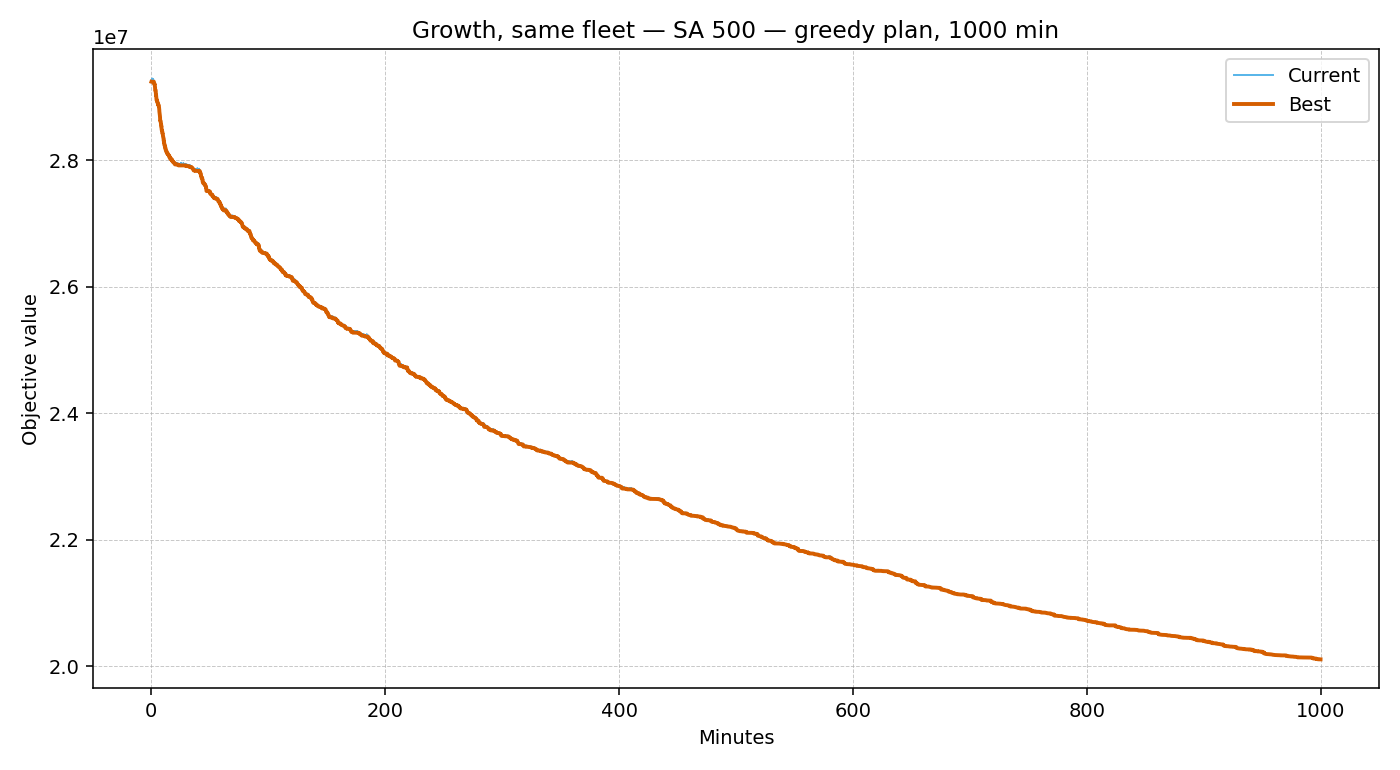 Growth, same fleet — SA 500 — greedy plan, 1000 min
1e7
Current
Best
2.8
2.6
2.4
2.2
2.0
Objective value
0 200 400 600 800 1000
Minutes